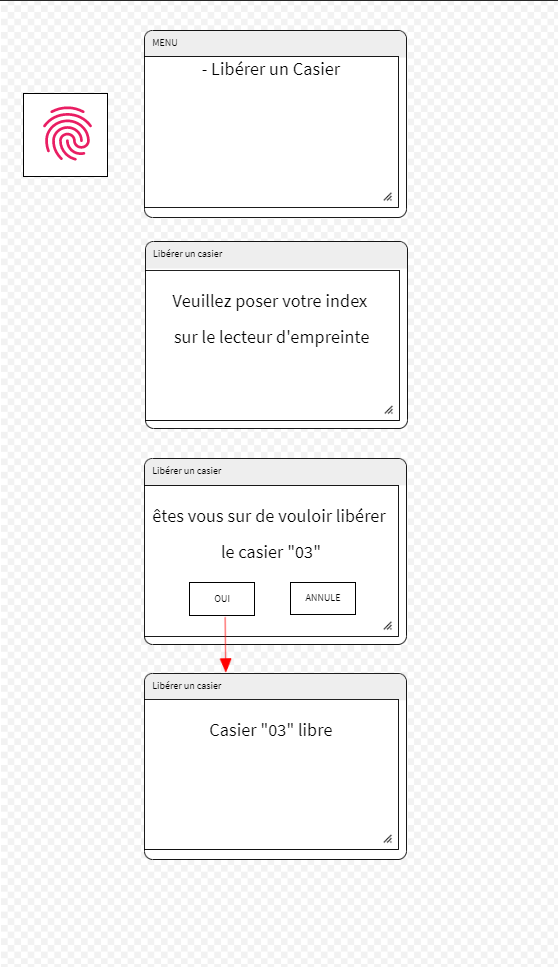 MENU
- Libérer un Casier
Libérer un casier
Veuillez poser votre index
sur le lecteur d'empreinte
Libérer un casier
êtes vous sur de vouloir libérer
le casier "03"
OUI
ANNULE
Libérer un casier
Casier "03" libre